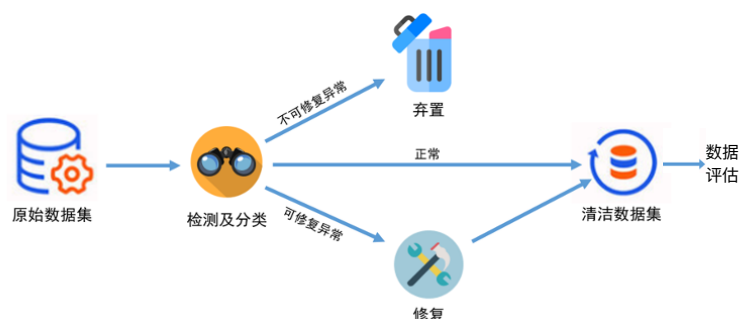 不可修复异常
弃置
正常
数据
评估
原始数据集
检测及分类
清洁数据集
可修复异常
修复